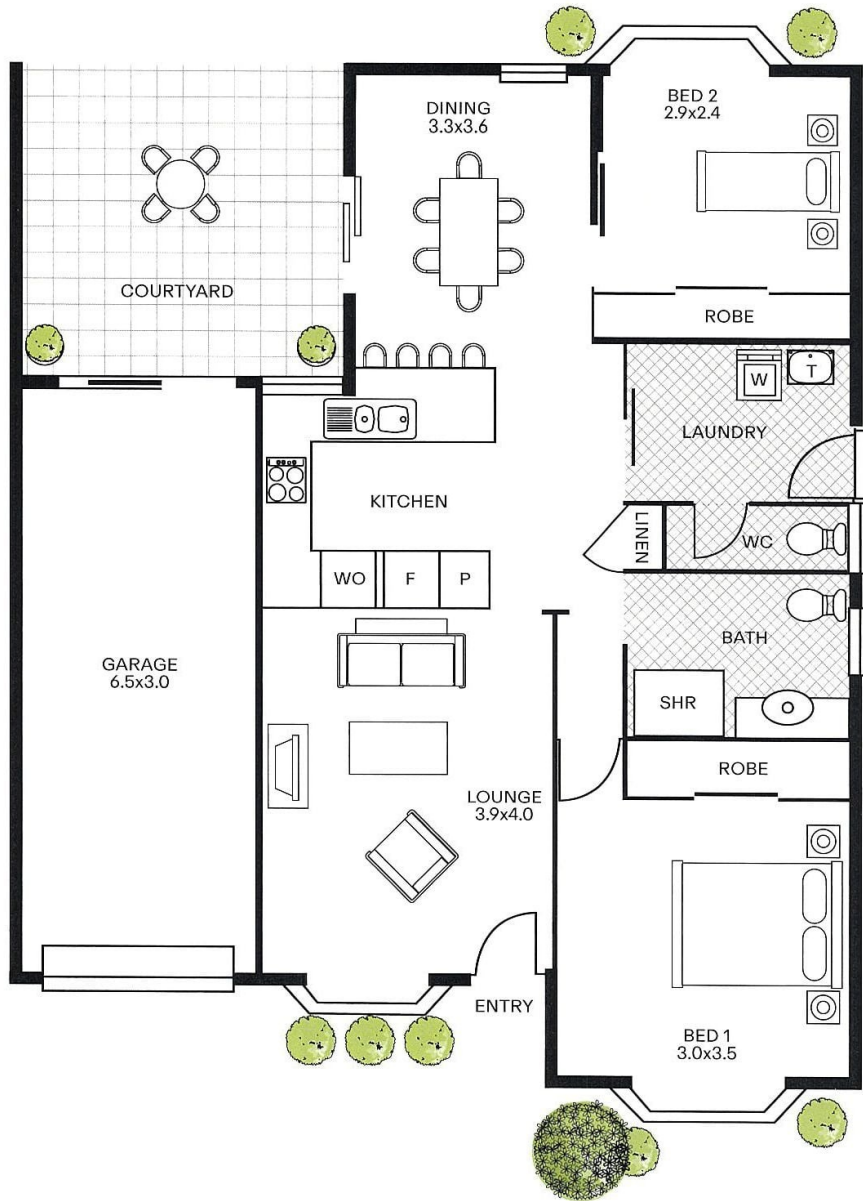 DINING
3.3x3.6
BED 2
2.9x2.4
COURTYARD
ROBE
W
T
LAUNDRY
KITCHEN
LINEN
WC
WO
F
P
BATH
GARAGE
6.5x3.0
SHR
ROBE
LOUNGE
3.9x4.0
ENTRY
BED 1
3.0x3.5